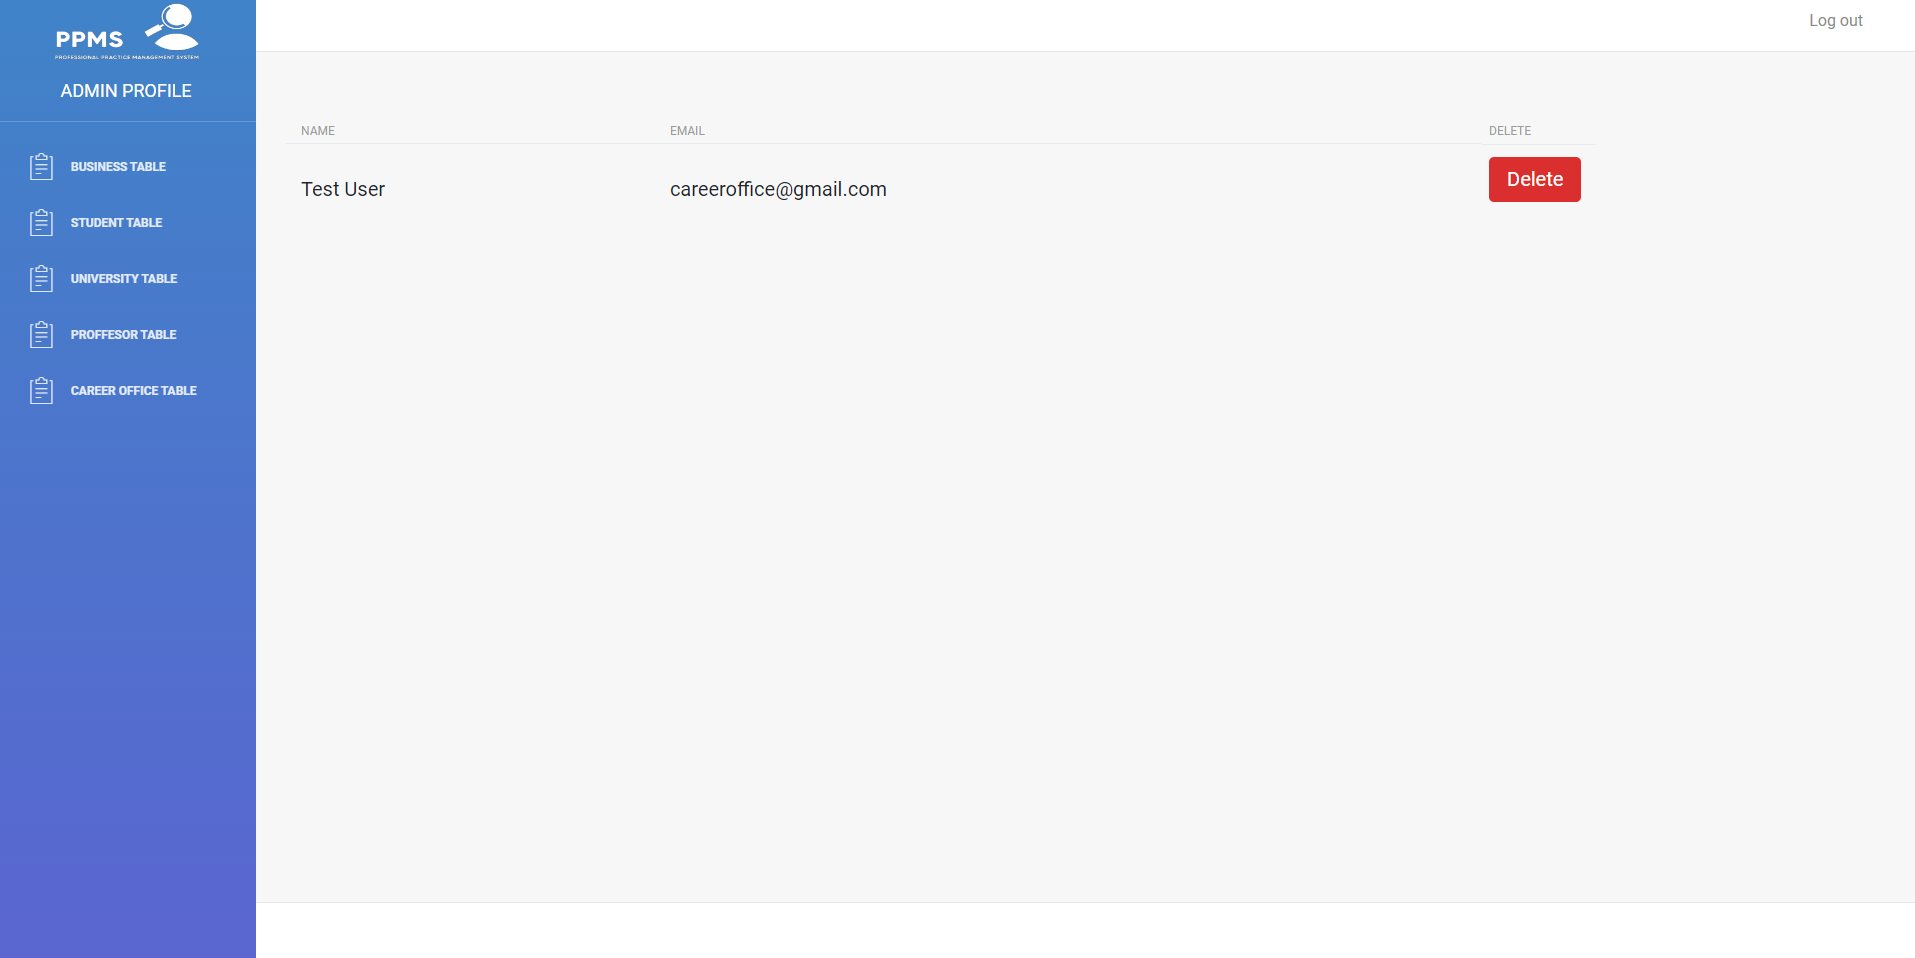 PPMS
PROFESSIONAL PRACTICE MANAGEMENT SYSTEM
ADMIN PROFILE
BUSINESS TABLE
STUDENT TABLE
UNIVERSITY TABLE
PROFFESOR TABLE
CAREER OFFICE TABLE
Log out
NAME EMAIL DELETE
Test User careeroffice@gmail.com Delete